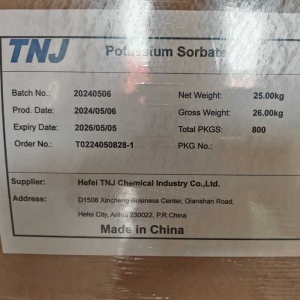 TNJ Potassium Sorbate
Batch No.: 20240506 Net Weight: 25.00kg
Prod. Date: 2024/05/06 Gross Weight: 26.00kg
Expiry Date: 2026/05/05 Total PKGS: 800
Order No.: T0224050828-1 PKG No.:
Supplier: Hefei TNJ Chemical Industry Co.,Ltd.
Address: D1508 Xincheng Business Center, Qianshan Road,
Hefei City, Anhui 230022, P.R.China
Made in China